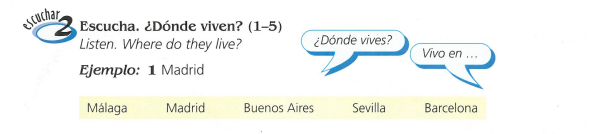 escuchar 2 Escucha. ¿Dónde viven? (1–5)
Listen. Where do they live?
¿Dónde vives?
Vivo en …
Ejemplo: 1 Madrid
Málaga Madrid Buenos Aires Sevilla Barcelona